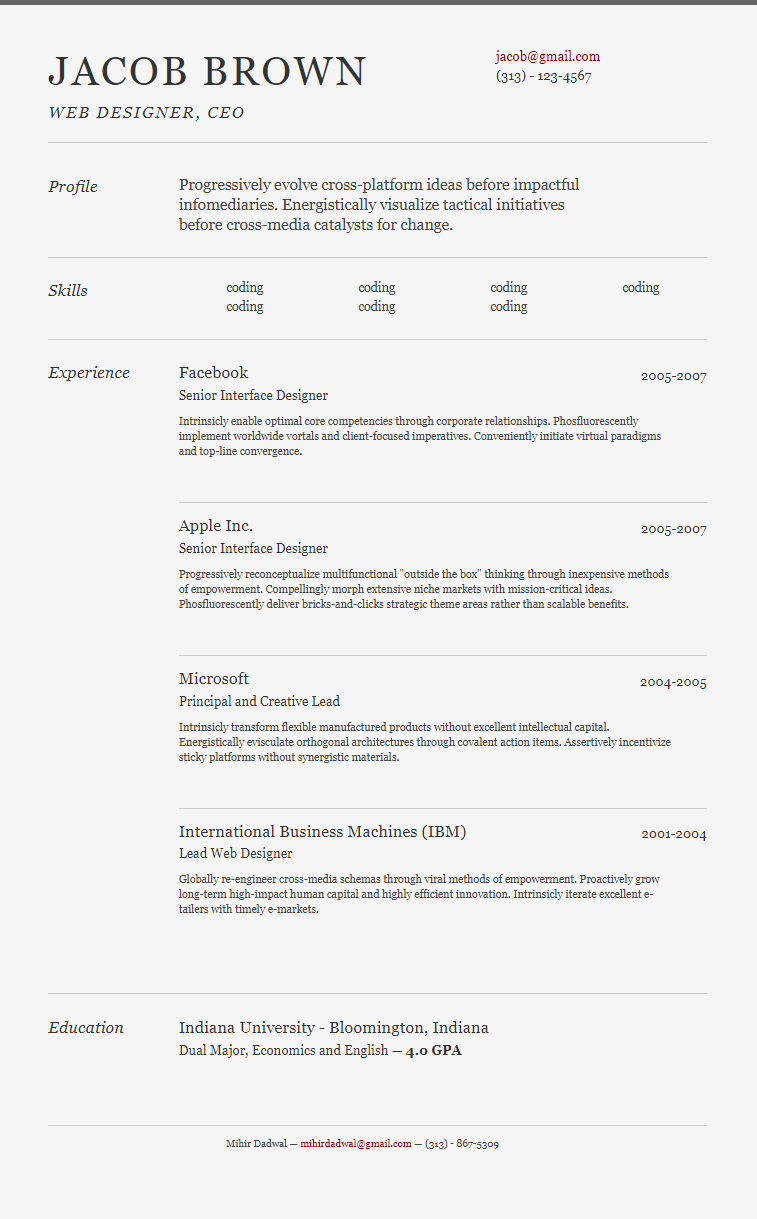 JACOB BROWN
jacob@gmail.com
(313) - 123-4567
WEB DESIGNER, CEO
Profile
Progressively evolve cross-platform ideas before impactful
infomediaries. Energistically visualize tactical initiatives
before cross-media catalysts for change.
Skills
coding coding coding coding
coding coding coding
Experience
Facebook 2005-2007
Senior Interface Designer
Intrinsicly enable optimal core competencies through corporate relationships. Phosfluorescently
implement worldwide vortals and client-focused imperatives. Conveniently initiate virtual paradigms
and top-line convergence.
Apple Inc. 2005-2007
Senior Interface Designer
Progressively reconceptualize multifunctional "outside the box" thinking through inexpensive methods
of empowerment. Compellingly morph extensive niche markets with mission-critical ideas.
Phosfluorescently deliver bricks-and-clicks strategic theme areas rather than scalable benefits.
Microsoft 2004-2005
Principal and Creative Lead
Intrinsicly transform flexible manufactured products without excellent intellectual capital.
Energistically evisculate orthogonal architectures through covalent action items. Assertively incentivize
sticky platforms without synergistic materials.
International Business Machines (IBM) 2001-2004
Lead Web Designer
Globally re-engineer cross-media schemas through viral methods of empowerment. Proactively grow
long-term high-impact human capital and highly efficient innovation. Intrinsicly iterate excellent e-
tailers with timely e-markets.
Education
Indiana University - Bloomington, Indiana
Dual Major, Economics and English — 4.0 GPA
Mihir Dadwal — mihirdadwal@gmail.com — (313) - 867-5309